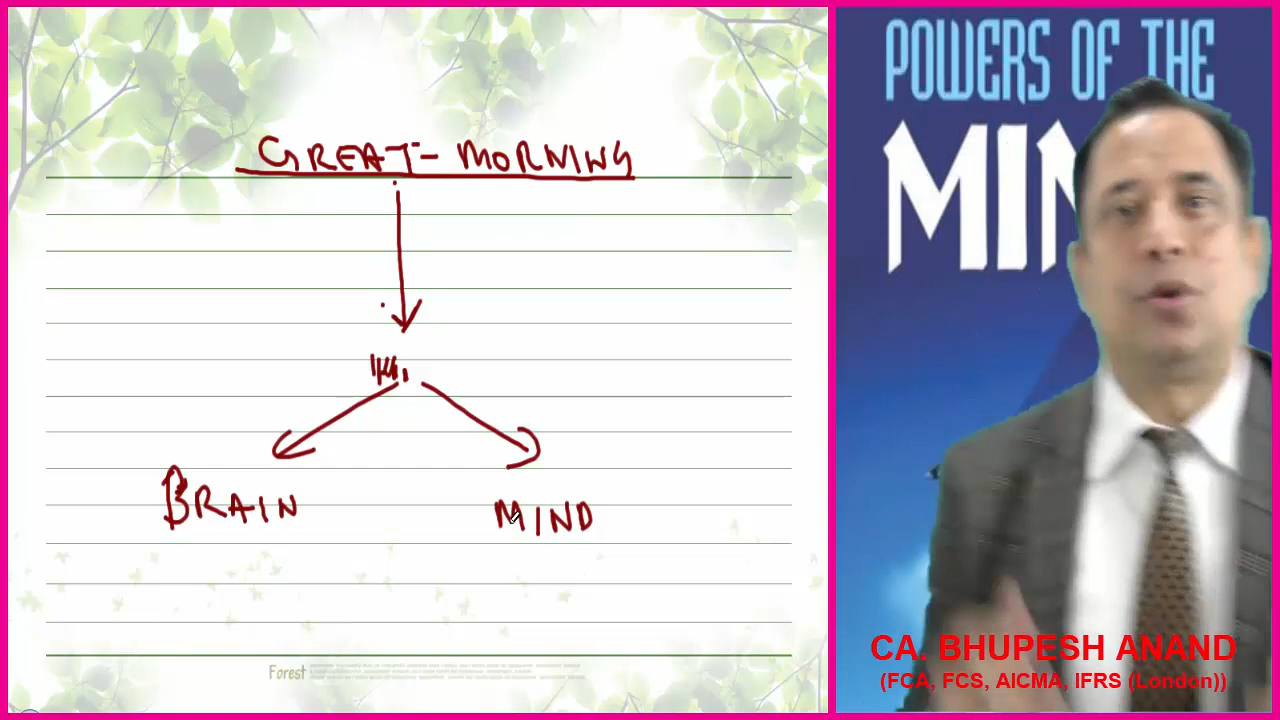 GREAT - MORNING
BRAIN
MIND
Forest
POWERS OF THE
MIN
CA. BHUPESH ANAND
(FCA, FCS, AICMA, IFRS (London))